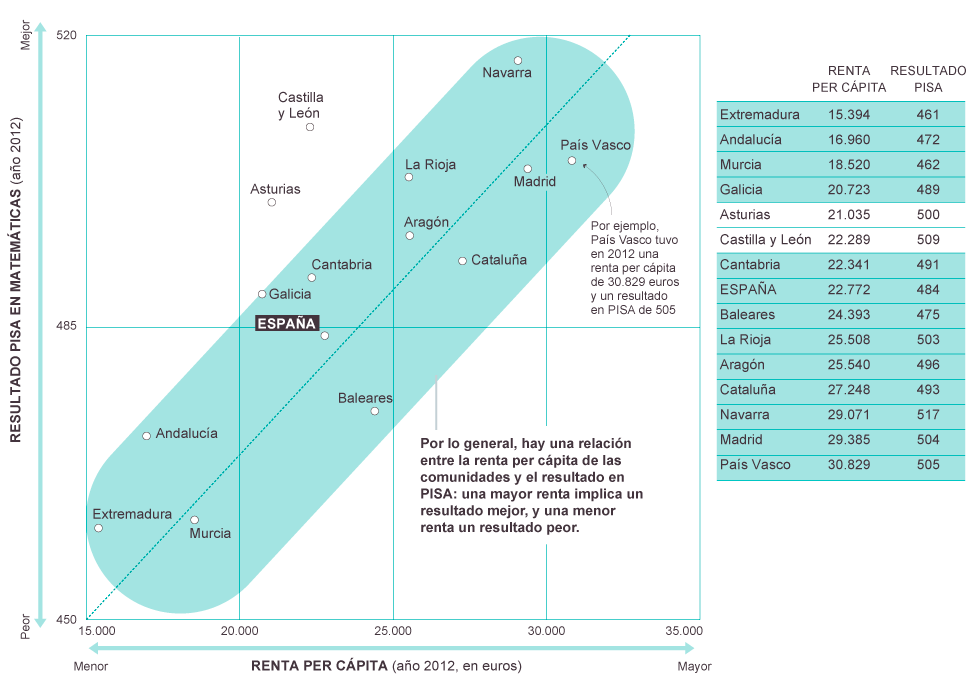 Mejor
RESULTADO PISA EN MATEMÁTICAS (año 2012)
Peor
520
485
450
Navarra
Castilla
y León
País Vasco
La Rioja
Madrid
Asturias
Aragón
Por ejemplo,
País Vasco tuvo
en 2012 una
renta per cápita
de 30.829 euros
y un resultado
en PISA de 505
Cantabria
Cataluña
Galicia
ESPAÑA
Baleares
Andalucía
Por lo general, hay una relación
entre la renta per cápita de las
comunidades y el resultado en
PISA: una mayor renta implica un
resultado mejor, y una menor
renta un resultado peor.
Extremadura
Murcia
15.000 20.000 25.000 30.000 35.000
Menor RENTA PER CÁPITA (año 2012, en euros) Mayor
RENTA RESULTADO
PER CÁPITA PISA
Extremadura 15.394 461
Andalucía 16.960 472
Murcia 18.520 462
Galicia 20.723 489
Asturias 21.035 500
Castilla y León 22.289 509
Cantabria 22.341 491
ESPAÑA 22.772 484
Baleares 24.393 475
La Rioja 25.508 503
Aragón 25.540 496
Cataluña 27.248 493
Navarra 29.071 517
Madrid 29.385 504
País Vasco 30.829 505